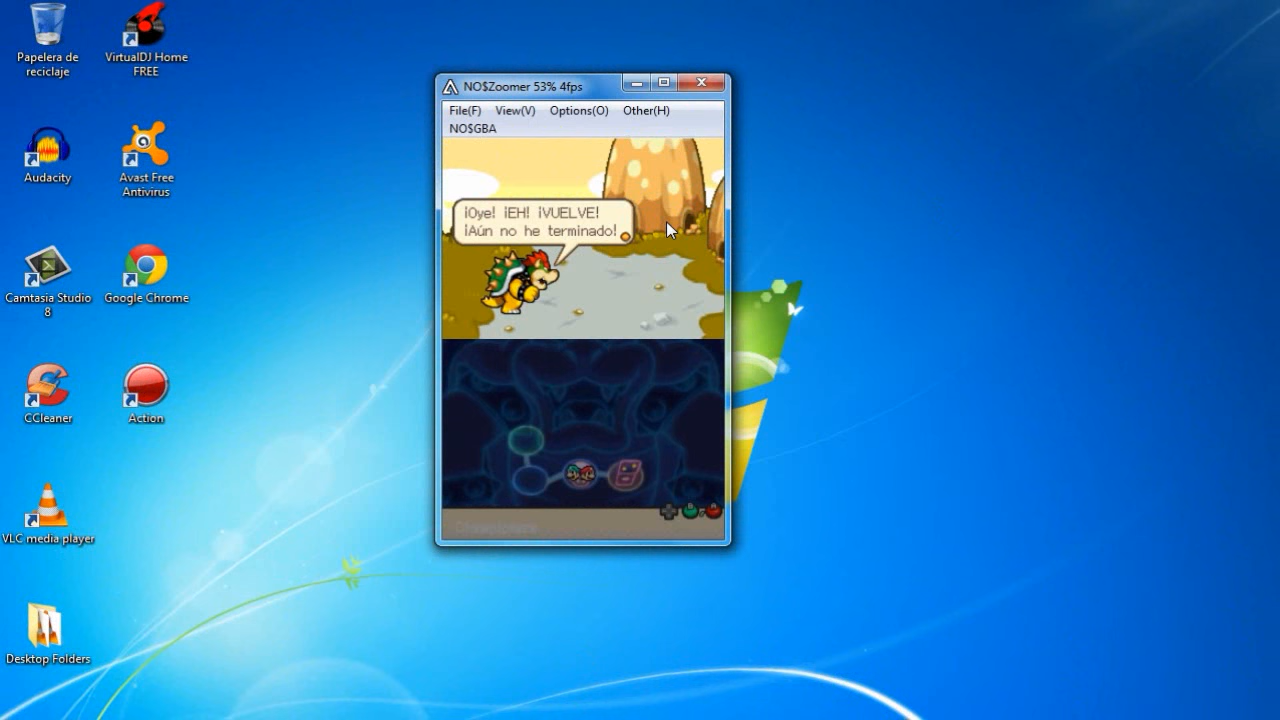 Papelera de
reciclaje
VirtualDJ Home
FREE
Audacity
Avast Free
Antivirus
Camtasia Studio
8
Google Chrome
CCleaner
Action
VLC media player
Desktop Folders
NO$Zoomer 53% 4fps
File(F) View(V) Options(O) Other(H)
NO$GBA
¡Oye! ¡EH! ¡VUELVE!
¡Aún no he terminado!